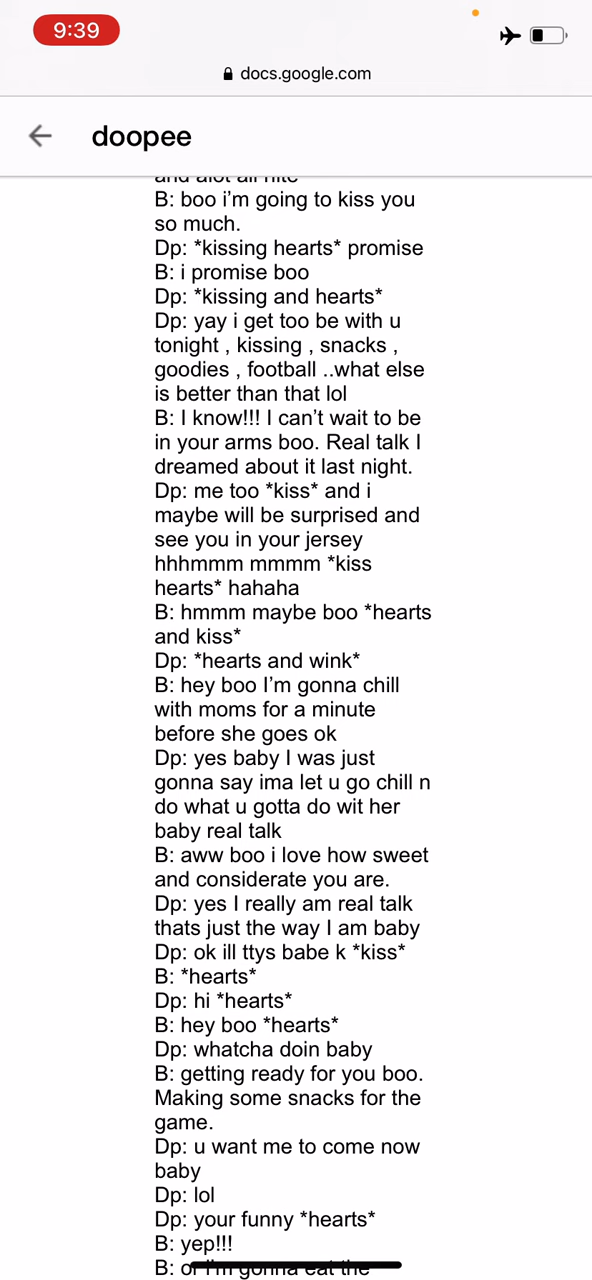 9:39
docs.google.com
doopee
and alot all nite
B: boo i’m going to kiss you
so much.
Dp: *kissing hearts* promise
B: i promise boo
Dp: *kissing and hearts*
Dp: yay i get too be with u
tonight , kissing , snacks ,
goodies , football ..what else
is better than that lol
B: I know!!! I can’t wait to be
in your arms boo. Real talk I
dreamed about it last night.
Dp: me too *kiss* and i
maybe will be surprised and
see you in your jersey
hhhmmm mmmm *kiss
hearts* hahaha
B: hmmm maybe boo *hearts
and kiss*
Dp: *hearts and wink*
B: hey boo I’m gonna chill
with moms for a minute
before she goes ok
Dp: yes baby I was just
gonna say ima let u go chill n
do what u gotta do wit her
baby real talk
B: aww boo i love how sweet
and considerate you are.
Dp: yes I really am real talk
thats just the way I am baby
Dp: ok ill ttys babe k *kiss*
B: *hearts*
Dp: hi *hearts*
B: hey boo *hearts*
Dp: whatcha doin baby
B: getting ready for you boo.
Making some snacks for the
game.
Dp: u want me to come now
baby
Dp: lol
Dp: your funny *hearts*
B: yep!!!
B: or I’m gonna eat the